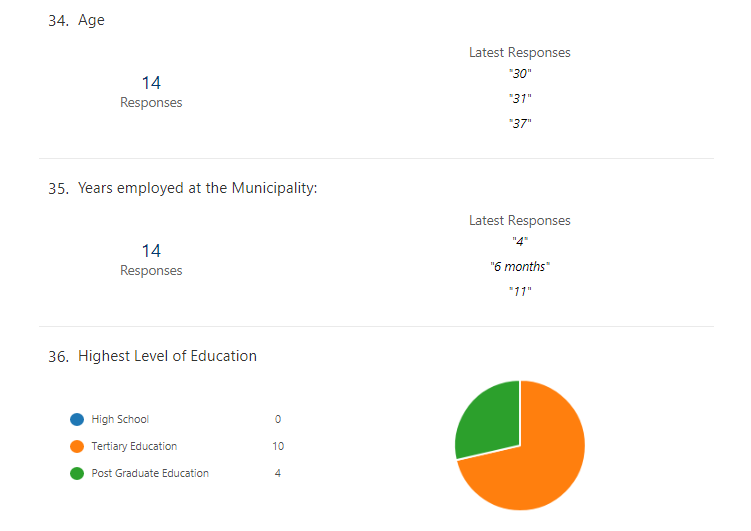 34. Age
14
Responses
Latest Responses
"30"
"31"
"37"
35. Years employed at the Municipality:
14
Responses
Latest Responses
"4"
"6 months"
"11"
36. Highest Level of Education
High School 0
Tertiary Education 10
Post Graduate Education 4